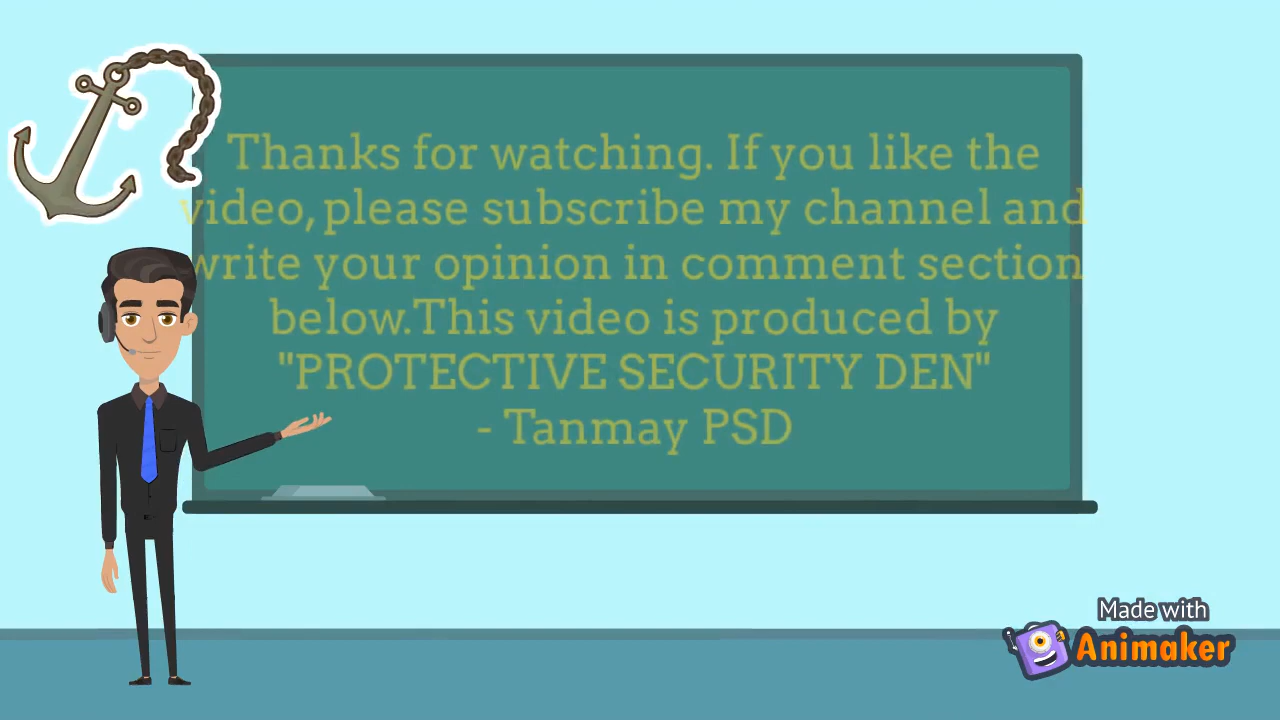 Thanks for watching. If you like the
video,please subscribe my channel and
write your opinion in comment section
below.This video is produced by
"PROTECTIVE SECURITY DEN"
- Tanmay PSD
Made with
Animaker